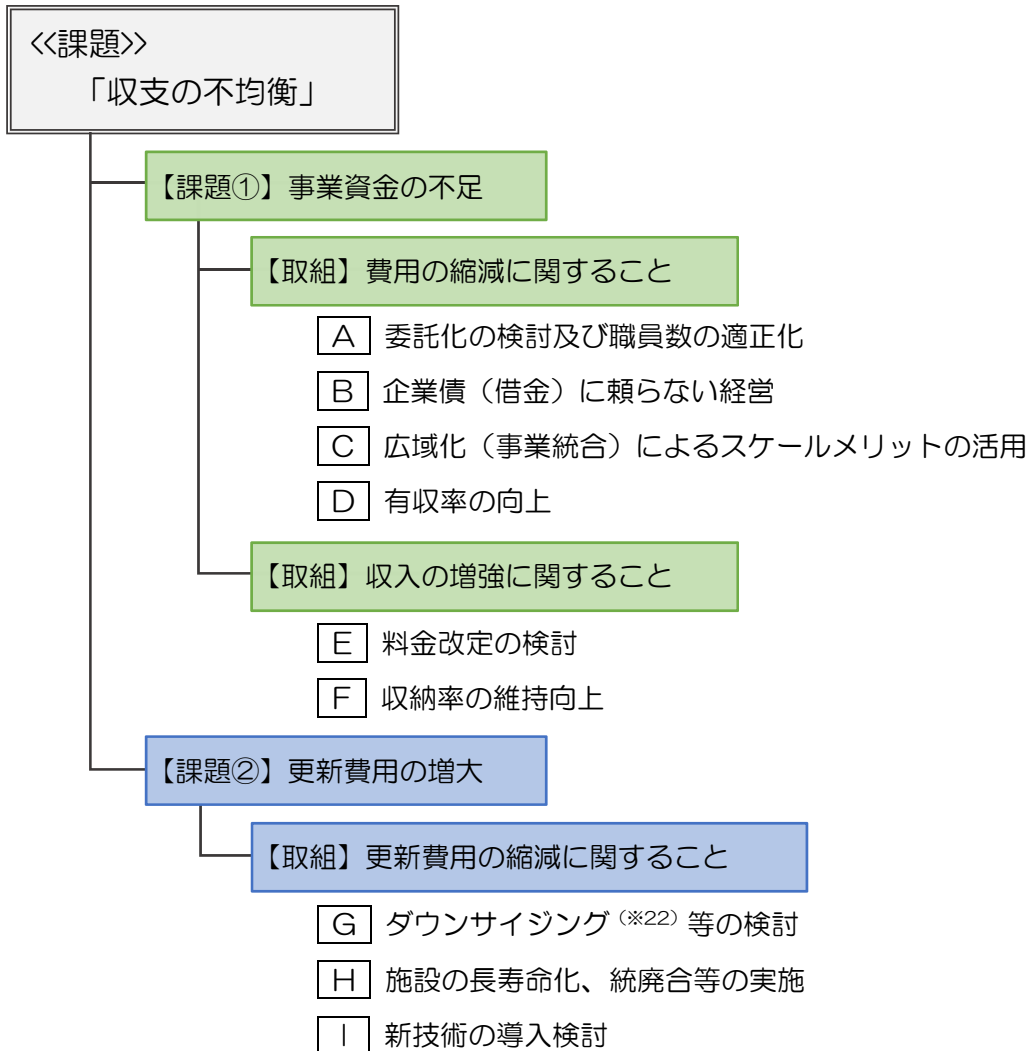 ≪課題≫
「収支の不均衡」
【課題①】事業資金の不足
【取組】費用の縮減に関すること
A 委託化の検討及び職員数の適正化
B 企業債（借金）に頼らない経営
C 広域化（事業統合）によるスケールメリットの活用
D 有収率の向上
【取組】収入の増強に関すること
E 料金改定の検討
F 収納率の維持向上
【課題②】更新費用の増大
【取組】更新費用の縮減に関すること
G ダウンサイジング（※22）等の検討
H 施設の長寿命化、統廃合等の実施
I 新技術の導入検討